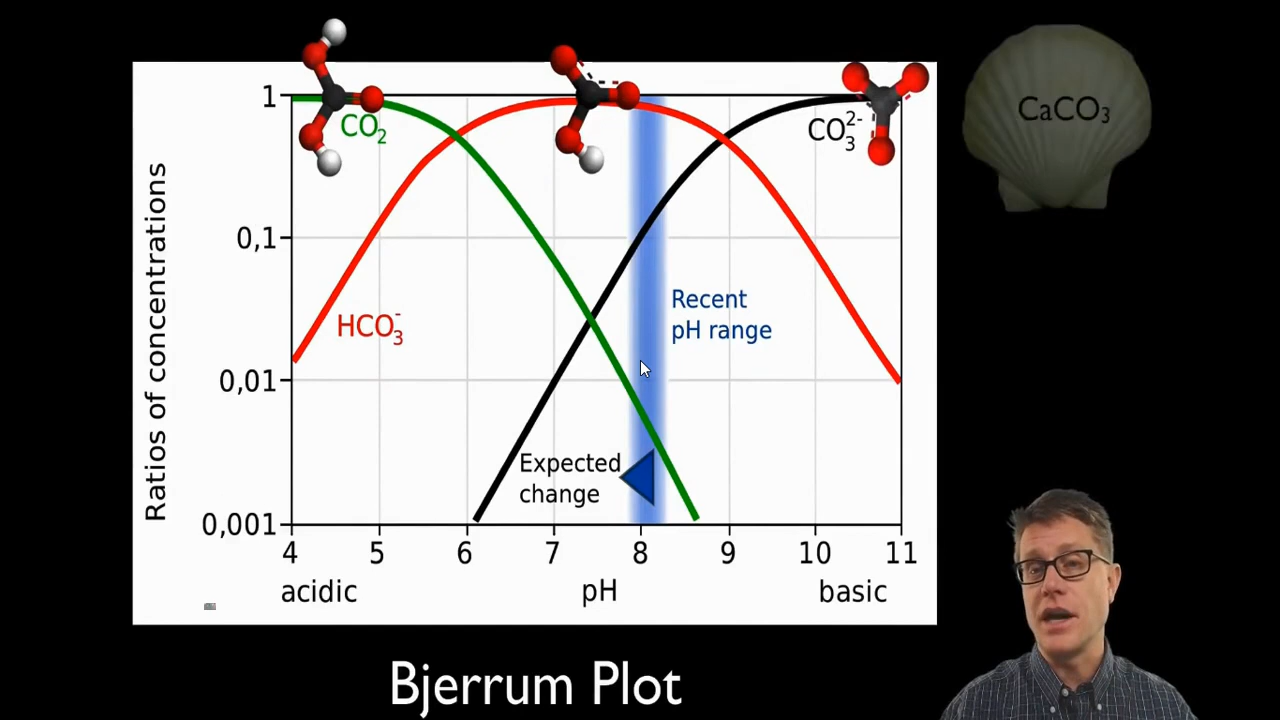 CaCO₃
1
CO₂
CO₃²⁻
Ratios of concentrations
0,1
Recent
pH range
HCO₃⁻
0,01
Expected
change
0,001
4 5 6 7 8 9 10 11
acidic pH basic
Bjerrum Plot